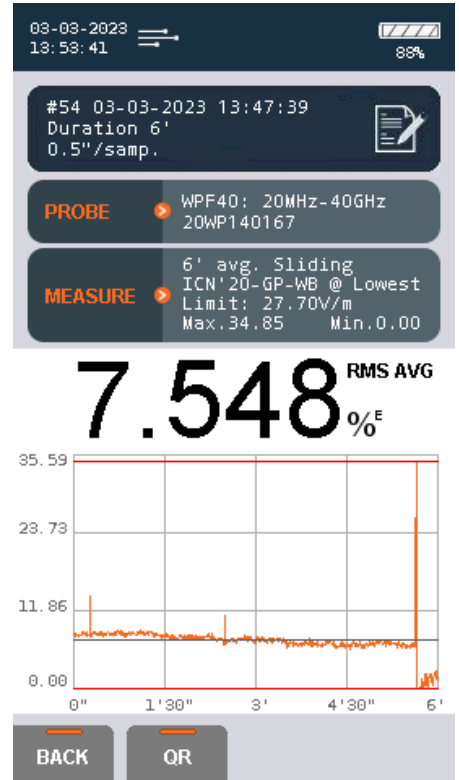 03-03-2023
13:53:41
88%
#54 03-03-2023 13:47:39
Duration 6'
0.5"/samp.
PROBE
WPF40: 20MHz-40GHz
20WP140167
MEASURE
6' avg. Sliding
ICN'20-GP-WB @ Lowest
Limit: 27.70V/m
Max.34.85 Min.0.00
7.548
RMS AVG
%E
35.59
23.73
11.86
0.00
0" 1'30" 3' 4'30" 6'
BACK QR